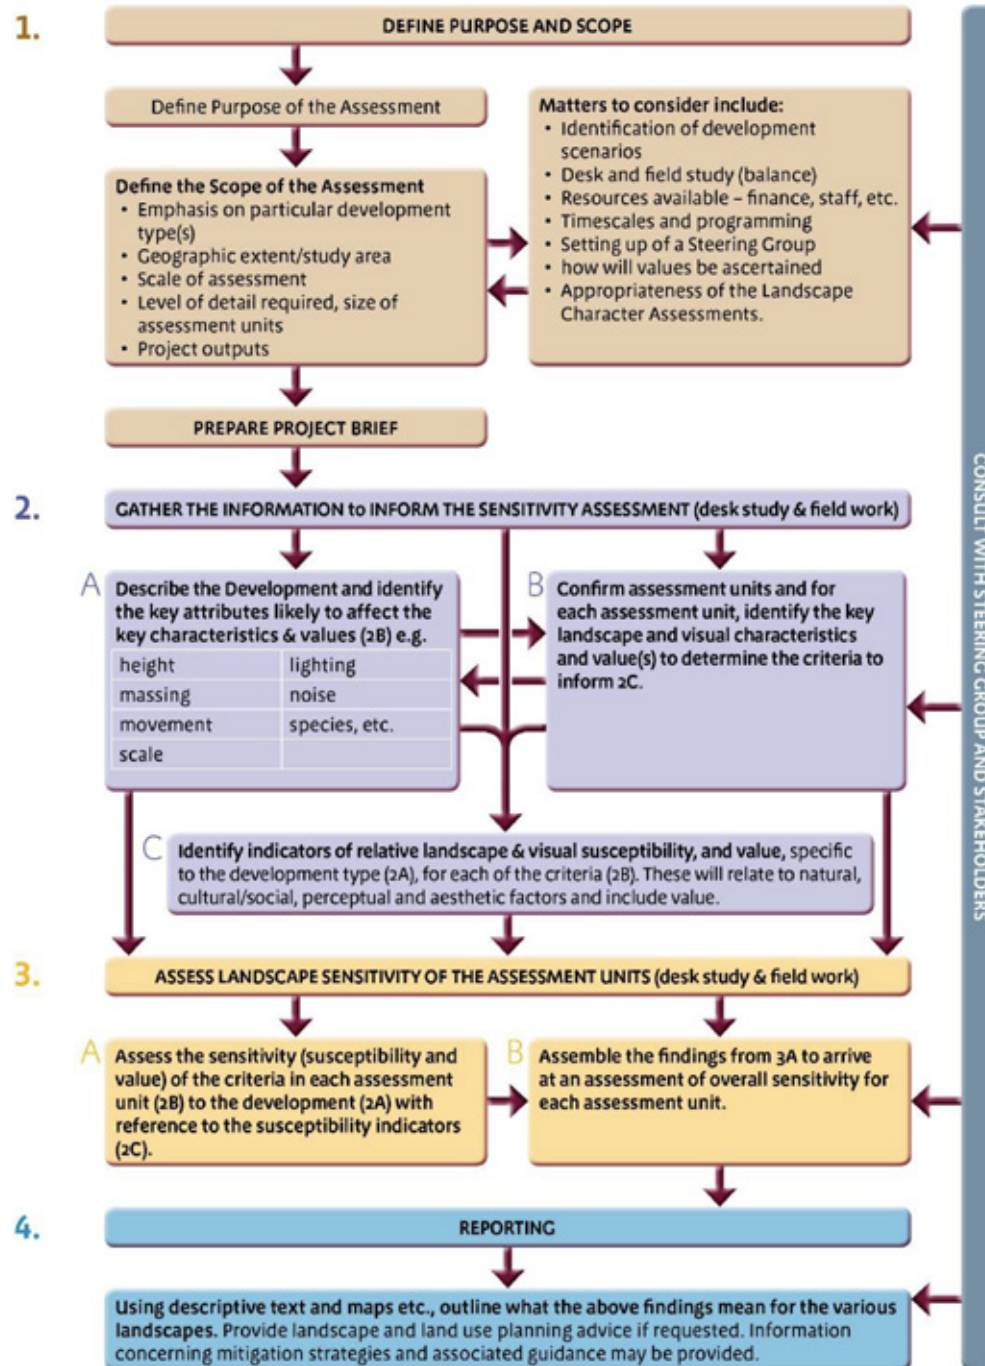 1.
DEFINE PURPOSE AND SCOPE
Define Purpose of the Assessment
Define the Scope of the Assessment
• Emphasis on particular development
type(s)
• Geographic extent/study area
• Scale of assessment
• Level of detail required, size of
assessment units
• Project outputs
Matters to consider include:
• Identification of development
scenarios
• Desk and field study (balance)
• Resources available – finance, staff, etc.
• Timescales and programming
• Setting up of a Steering Group
• how will values be ascertained
• Appropriateness of the Landscape
Character Assessments.
PREPARE PROJECT BRIEF
2.
GATHER THE INFORMATION to INFORM THE SENSITIVITY ASSESSMENT (desk study & field work)
A
Describe the Development and identify
the key attributes likely to affect the
key characteristics & values (2B) e.g.
height lighting
massing noise
movement species, etc.
scale
B
Confirm assessment units and for
each assessment unit, identify the key
landscape and visual characteristics
and value(s) to determine the criteria to
inform 2C.
C
Identify indicators of relative landscape & visual susceptibility, and value, specific
to the development type (2A), for each of the criteria (2B). These will relate to natural,
cultural/social, perceptual and aesthetic factors and include value.
3.
ASSESS LANDSCAPE SENSITIVITY OF THE ASSESSMENT UNITS (desk study & field work)
A
Assess the sensitivity (susceptibility and
value) of the criteria in each assessment
unit (2B) to the development (2A) with
reference to the susceptibility indicators
(2C).
B
Assemble the findings from 3A to arrive
at an assessment of overall sensitivity for
each assessment unit.
4.
REPORTING
Using descriptive text and maps etc., outline what the above findings mean for the various
landscapes. Provide landscape and land use planning advice if requested. Information
concerning mitigation strategies and associated guidance may be provided.
CONSULT WITH STEERING GROUP AND STAKEHOLDERS